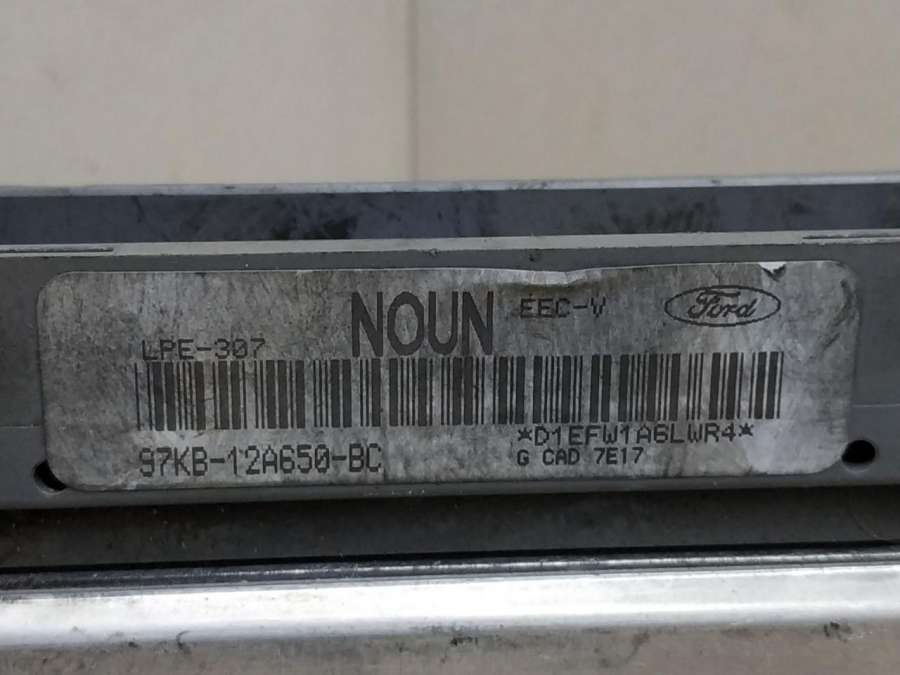 NOUN EEC-V Ford
LPE-307
*D1EFW1A6LWR4*
97KB-12A650-BC
G CAD 7E17